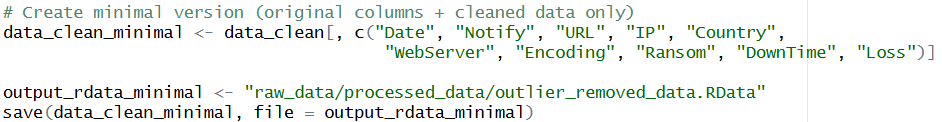 # Create minimal version (original columns + cleaned data only)
data_clean_minimal <- data_clean[, c("Date", "Notify", "URL", "IP", "Country",
"WebServer", "Encoding", "Ransom", "DownTime", "Loss")]
output_rdata_minimal <- "raw_data/processed_data/outlier_removed_data.RData"
save(data_clean_minimal, file = output_rdata_minimal)